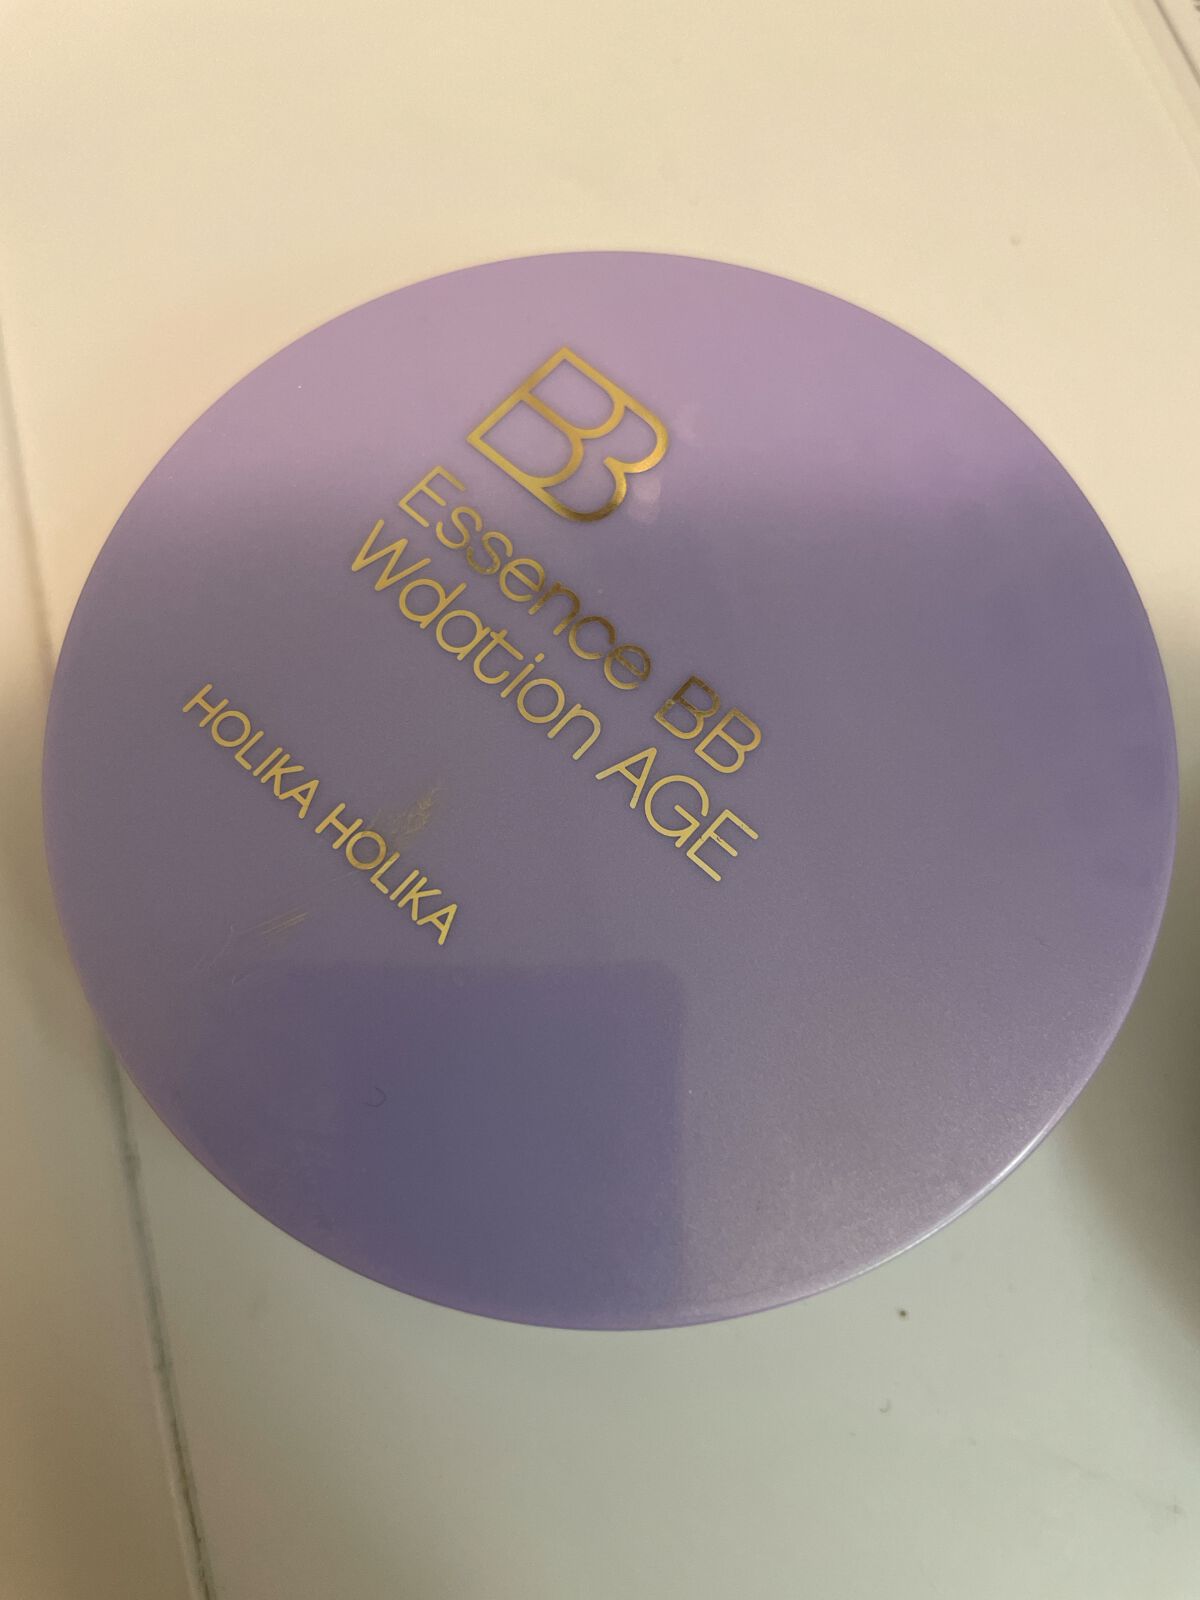 BB
Essence BB
Wdation AGE
HOLIKA HOLIKA